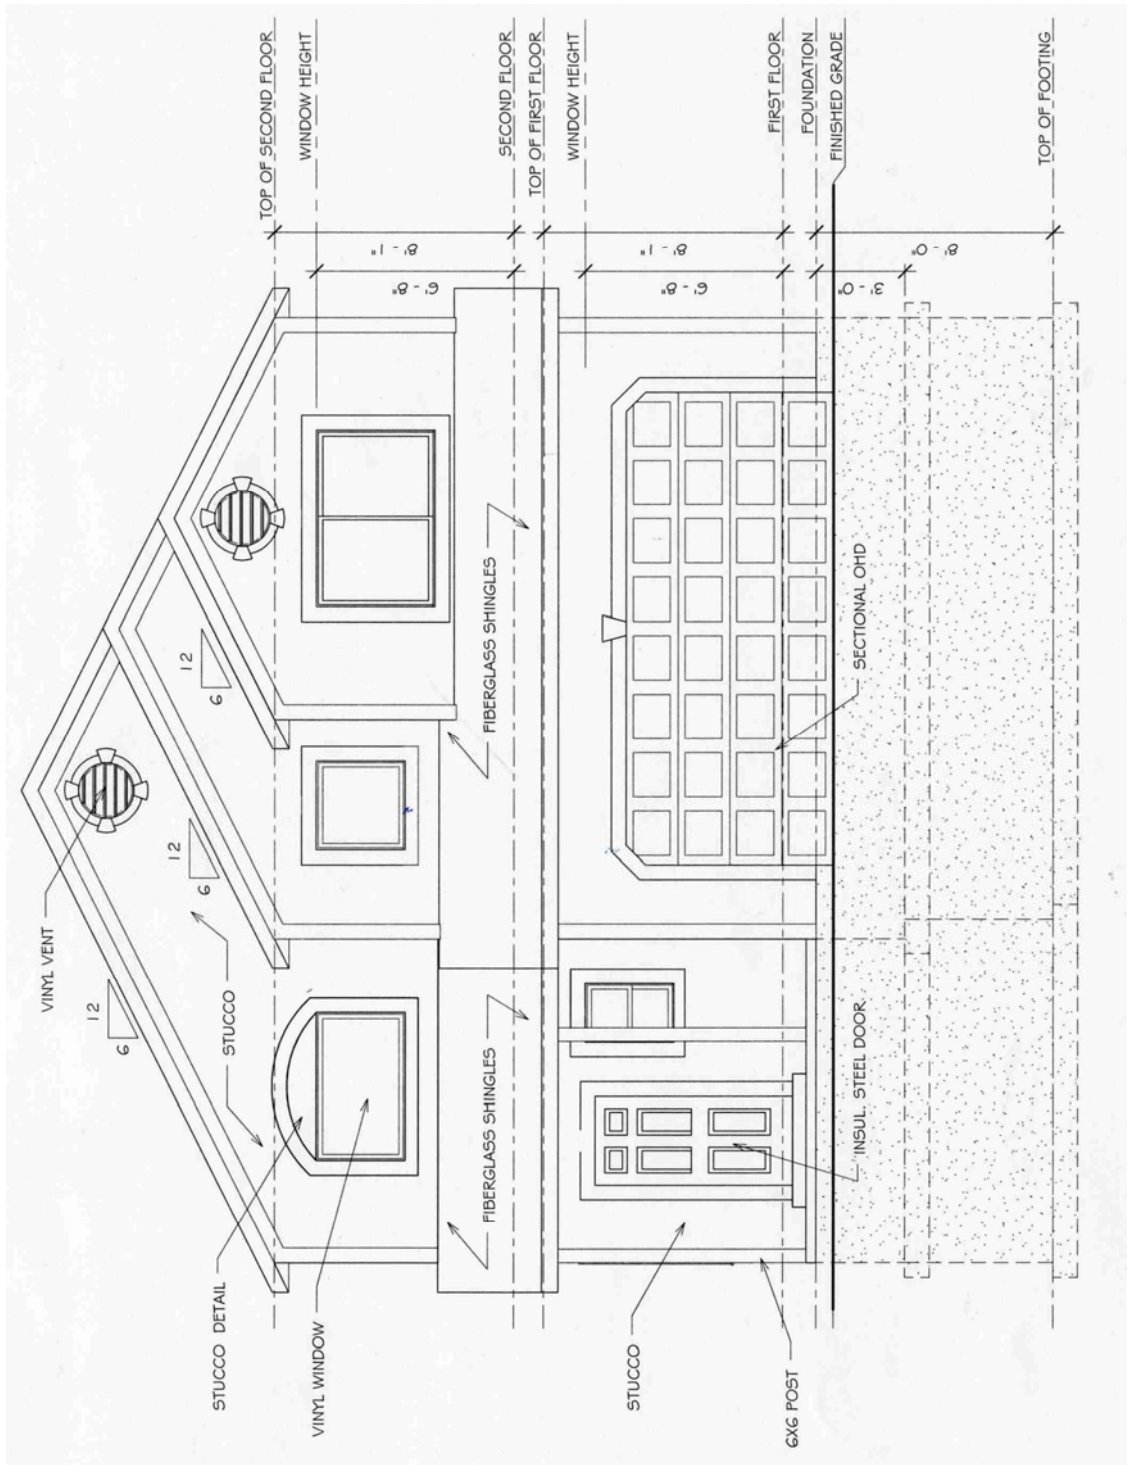 TOP OF SECOND FLOOR
WINDOW HEIGHT
SECOND FLOOR
TOP OF FIRST FLOOR
WINDOW HEIGHT
FIRST FLOOR
FOUNDATION
FINISHED GRADE
TOP OF FOOTING
8' - 1"
6' - 8"
8' - 1"
6' - 8"
8' - 0"
3' - 0"
VINYL VENT
12
6
12
6
12
6
STUCCO
STUCCO DETAIL
VINYL WINDOW
FIBERGLASS SHINGLES
FIBERGLASS SHINGLES
SECTIONAL OHD
INSUL. STEEL DOOR
STUCCO
6X6 POST